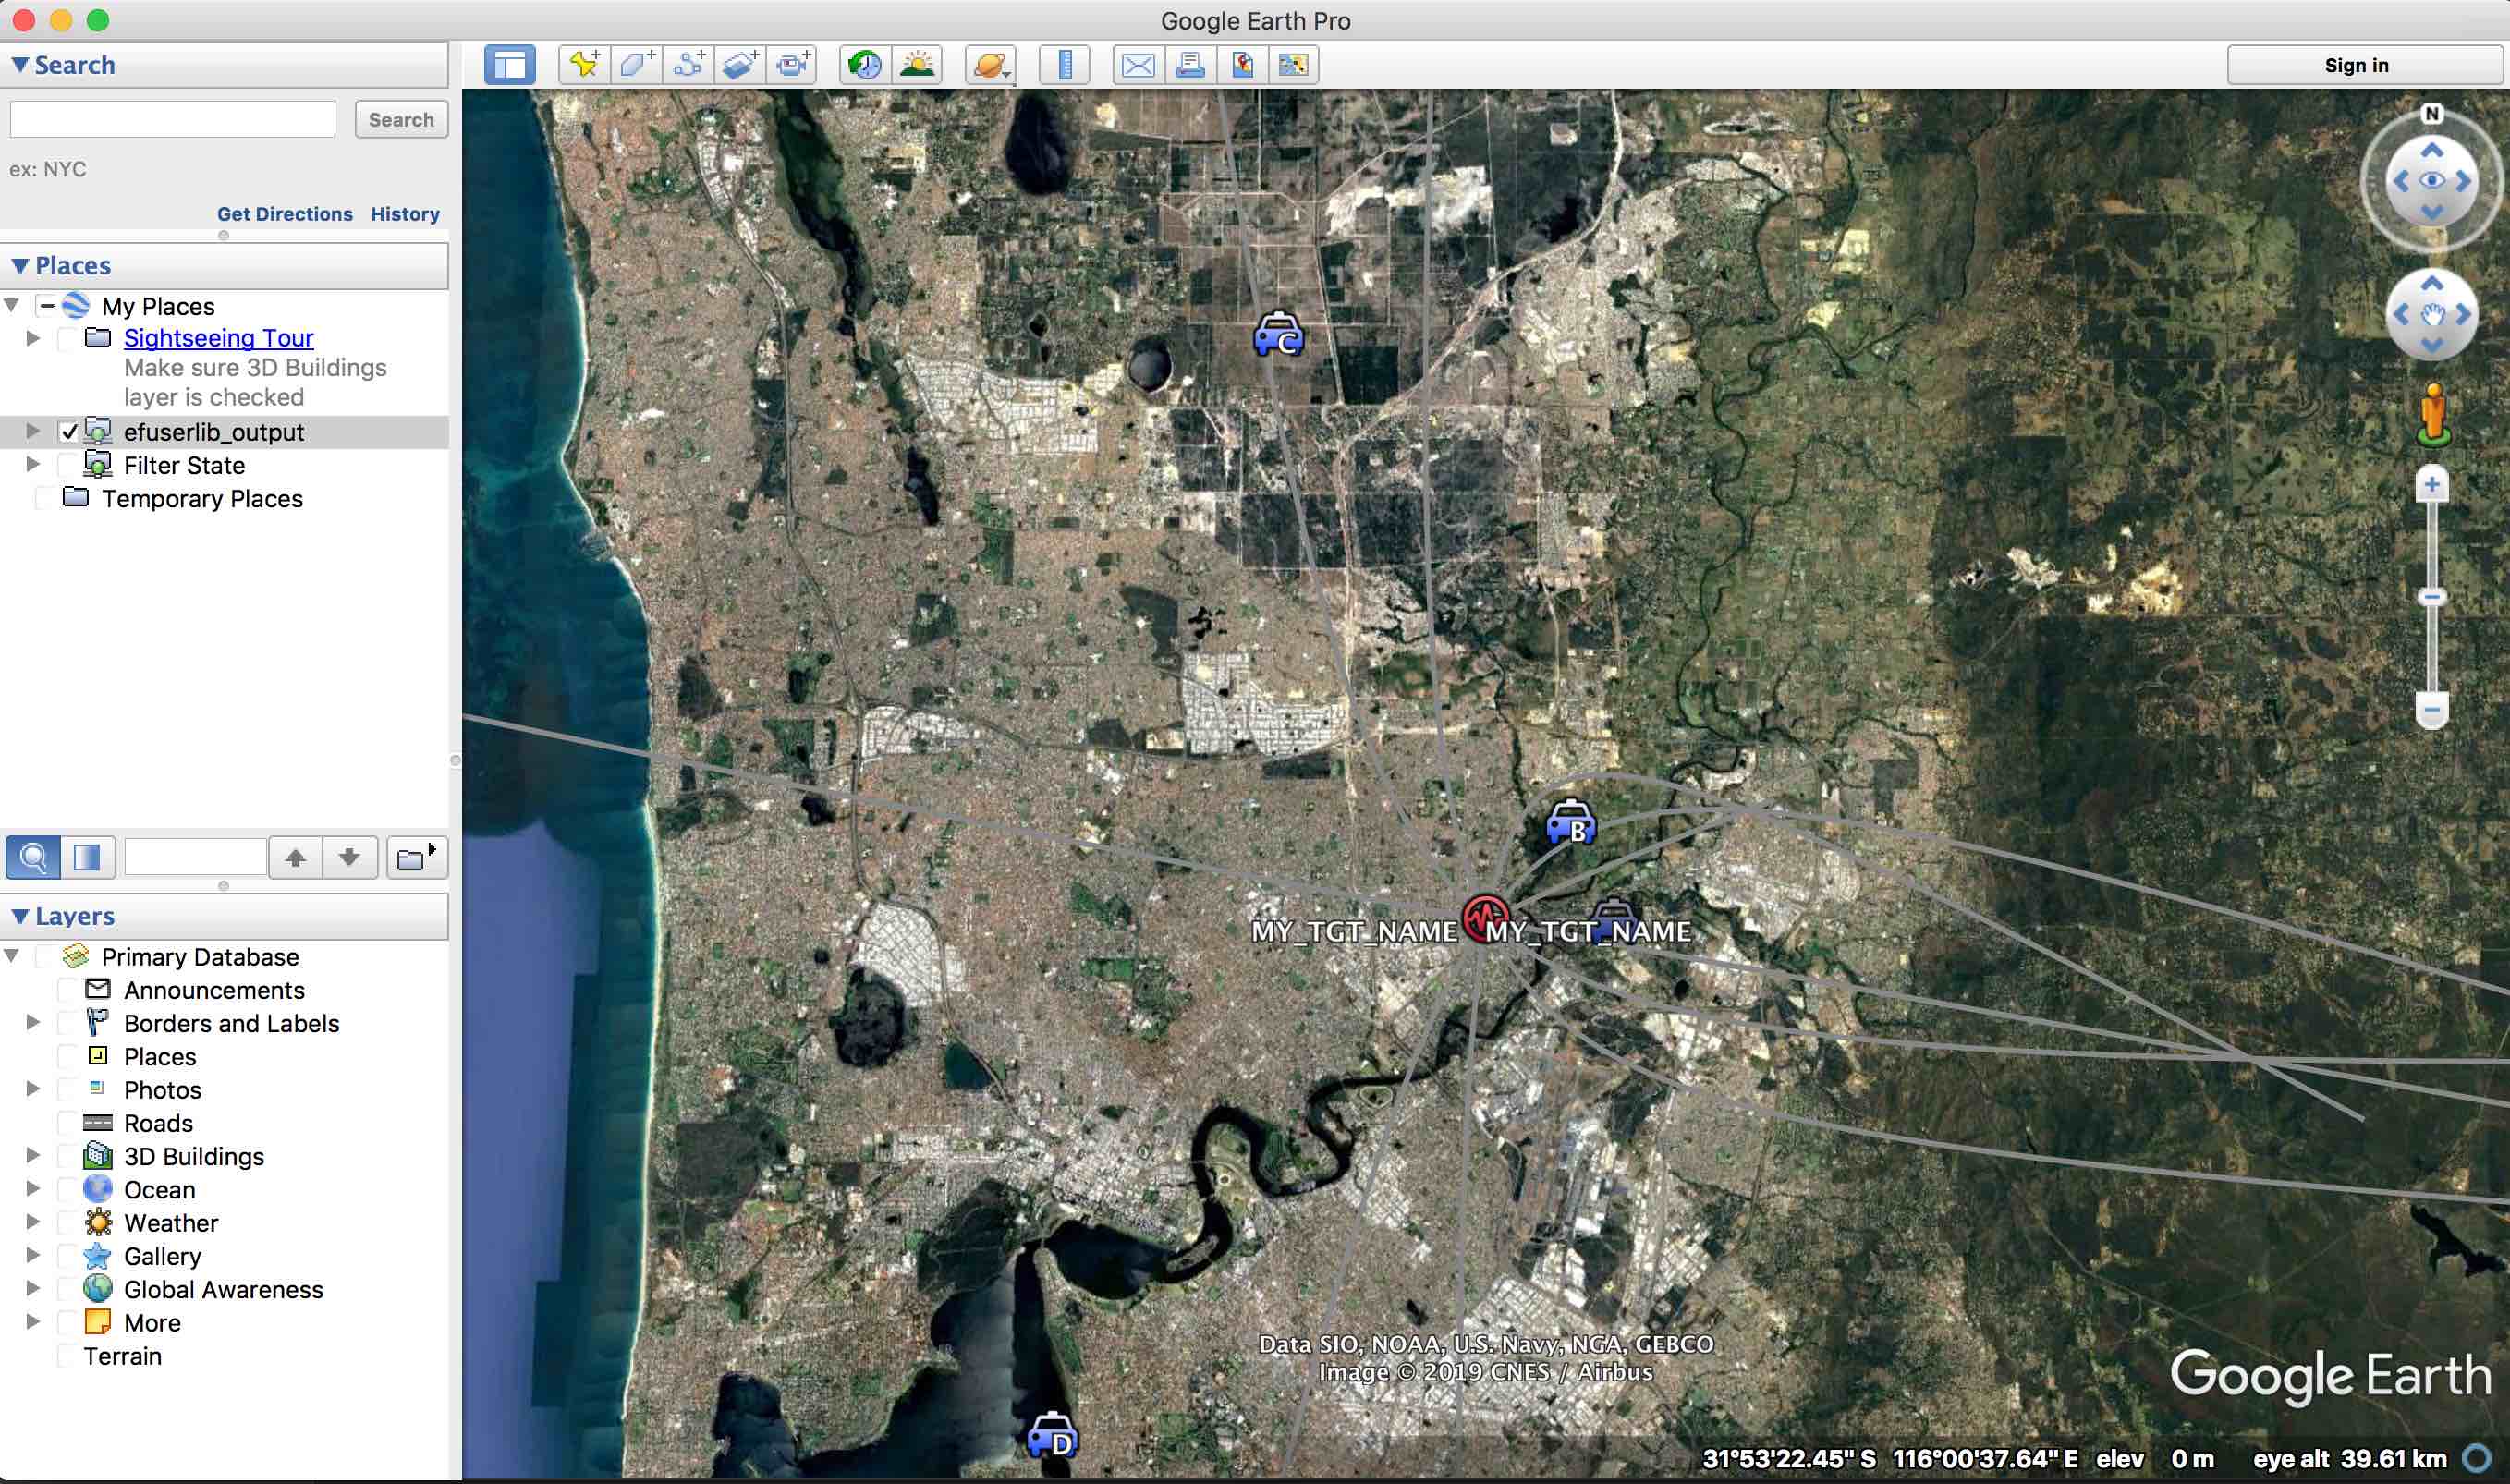 Google Earth Pro
Search
Search
ex: NYC
Get Directions History
Places
My Places
Sightseeing Tour
Make sure 3D Buildings
layer is checked
efuserlib_output
Filter State
Temporary Places
Layers
Primary Database
Announcements
Borders and Labels
Places
Photos
Roads
3D Buildings
Ocean
Weather
Gallery
Global Awareness
More
Terrain
Sign in
N
C
B
MY_TGT_NAME MY_TGT_NAME
D
Data SIO, NOAA, U.S. Navy, NGA, GEBCO
Image © 2019 CNES / Airbus
Google Earth
31°53'22.45" S 116°00'37.64" E elev 0 m eye alt 39.61 km